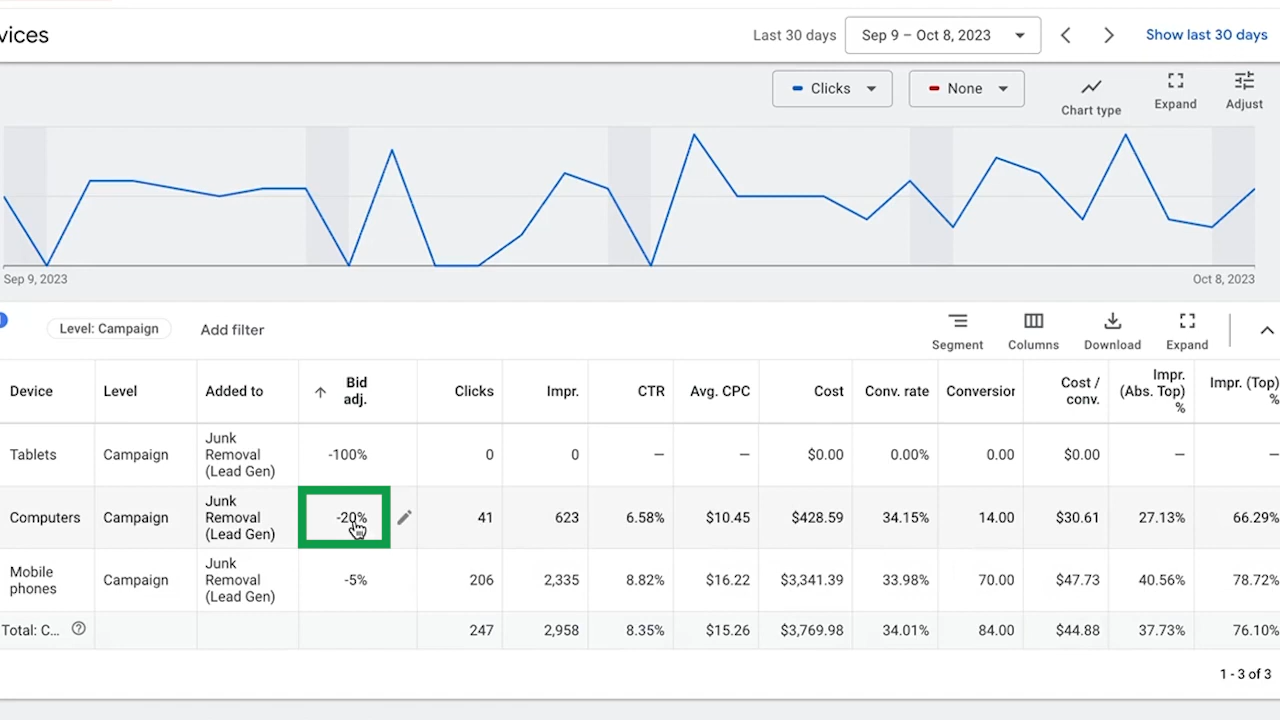 vices
Last 30 days
Sep 9 – Oct 8, 2023
Show last 30 days
Clicks
None
Chart type
Expand
Adjust
Sep 9, 2023
Oct 8, 2023
Level: Campaign
Add filter
Segment
Columns
Download
Expand
Device
Level
Added to
Bid
adj.
Clicks
Impr.
CTR
Avg. CPC
Cost
Conv. rate
Conversior
Cost /
conv.
Impr.
(Abs. Top)
%
Impr. (Top)
%
Tablets
Campaign
Junk
Removal
(Lead Gen)
-100%
0
0
—
—
$0.00
0.00%
0.00
$0.00
—
—
Computers
Campaign
Junk
Removal
(Lead Gen)
-20%
41
623
6.58%
$10.45
$428.59
34.15%
14.00
$30.61
27.13%
66.29%
Mobile
phones
Campaign
Junk
Removal
(Lead Gen)
-5%
206
2,335
8.82%
$16.22
$3,341.39
33.98%
70.00
$47.73
40.56%
78.72%
Total: C...
247
2,958
8.35%
$15.26
$3,769.98
34.01%
84.00
$44.88
37.73%
76.10%
1 - 3 of 3